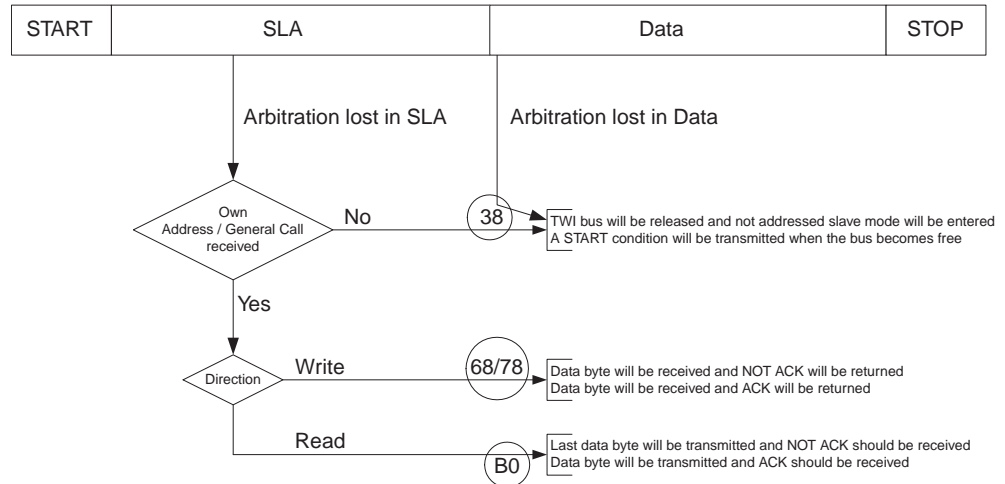 START SLA Data STOP
Arbitration lost in SLA Arbitration lost in Data
Own
Address / General Call
received
No
38
TWI bus will be released and not addressed slave mode will be entered
A START condition will be transmitted when the bus becomes free
Yes
Direction
Write
68/78
Data byte will be received and NOT ACK will be returned
Data byte will be received and ACK will be returned
Read
B0
Last data byte will be transmitted and NOT ACK should be received
Data byte will be transmitted and ACK should be received